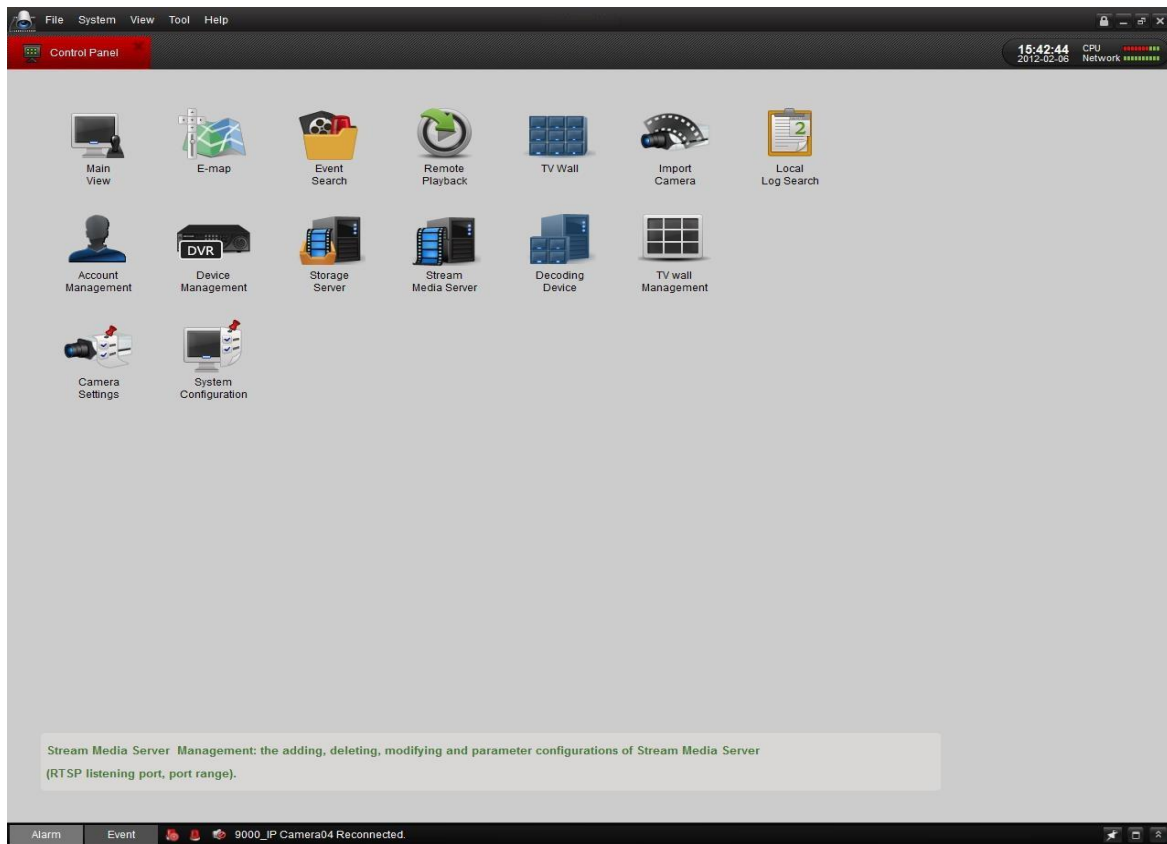 File System View Tool Help
Control Panel
15:42:44 CPU
2012-02-06 Network
Main View
E-map
Event Search
Remote Playback
TV Wall
Import Camera
2
Local Log Search
Account Management
DVR
Device Management
Storage Server
Stream Media Server
Decoding Device
TV wall Management
Camera Settings
System Configuration
Stream Media Server Management: the adding, deleting, modifying and parameter configurations of Stream Media Server
(RTSP listening port, port range).
Alarm Event 9000_IP Camera04 Reconnected.